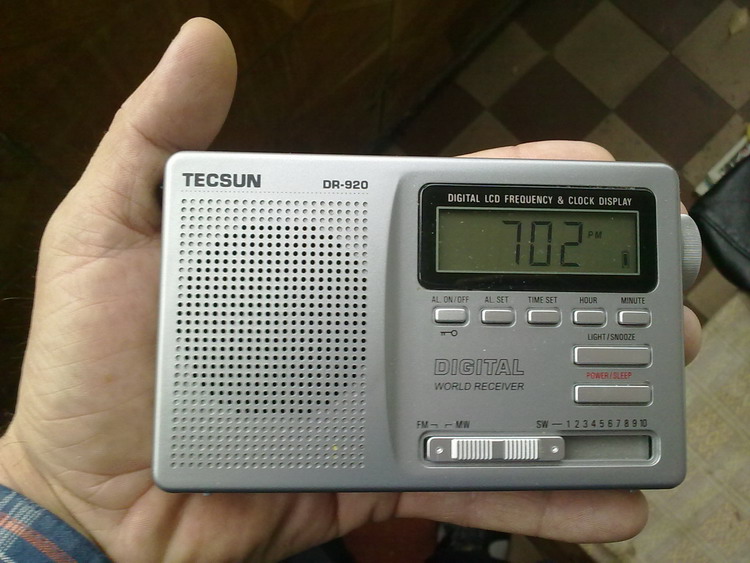 TECSUN DR-920
DIGITAL LCD FREQUENCY & CLOCK DISPLAY
702 PM
AL. ON/OFF AL. SET TIME SET HOUR MINUTE
LIGHT/SNOOZE
DIGITAL
POWER/SLEEP
WORLD RECEIVER
FM MW SW 1 2 3 4 5 6 7 8 9 10